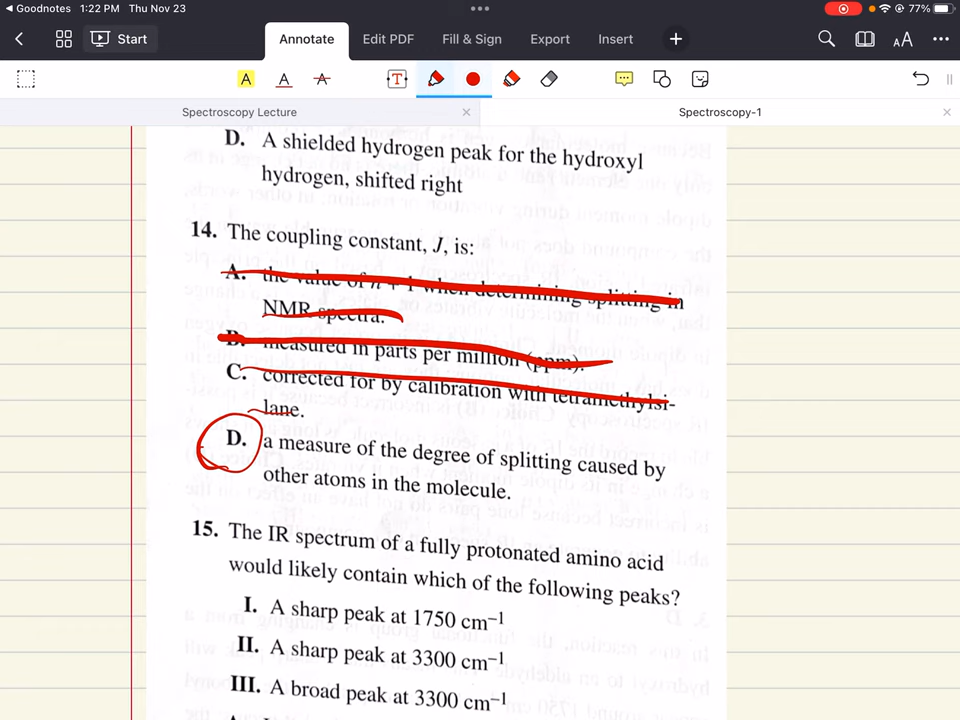 Goodnotes 1:22 PM Thu Nov 23 77%
Start Annotate Edit PDF Fill & Sign Export Insert AA
A A A T
Spectroscopy Lecture Spectroscopy-1
D. A shielded hydrogen peak for the hydroxyl
hydrogen, shifted right
14. The coupling constant, J, is:
A. the value of n + 1 when determining splitting in
NMR spectra.
B. measured in parts per million (ppm).
C. corrected for by calibration with tetramethylsi-
lane.
D. a measure of the degree of splitting caused by
other atoms in the molecule.
15. The IR spectrum of a fully protonated amino acid
would likely contain which of the following peaks?
I. A sharp peak at 1750 cm⁻¹
II. A sharp peak at 3300 cm⁻¹
III. A broad peak at 3300 cm⁻¹